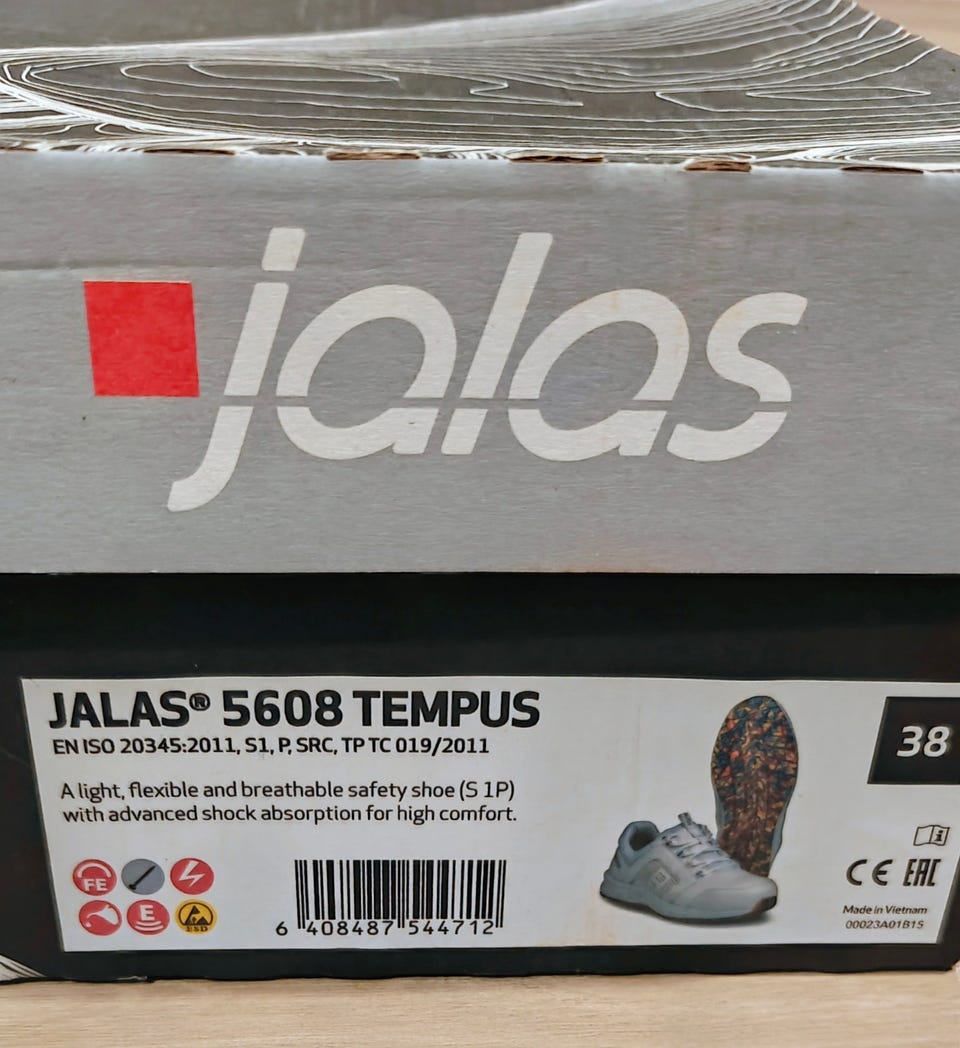 jalas
JALAS® 5608 TEMPUS
EN ISO 20345:2011, S1, P, SRC, TP TC 019/2011
38
A light, flexible and breathable safety shoe (S 1P)
with advanced shock absorption for high comfort.
FE
E
ESD
6 408487 544712
i
CE EAC
Made in Vietnam
00023A01B15